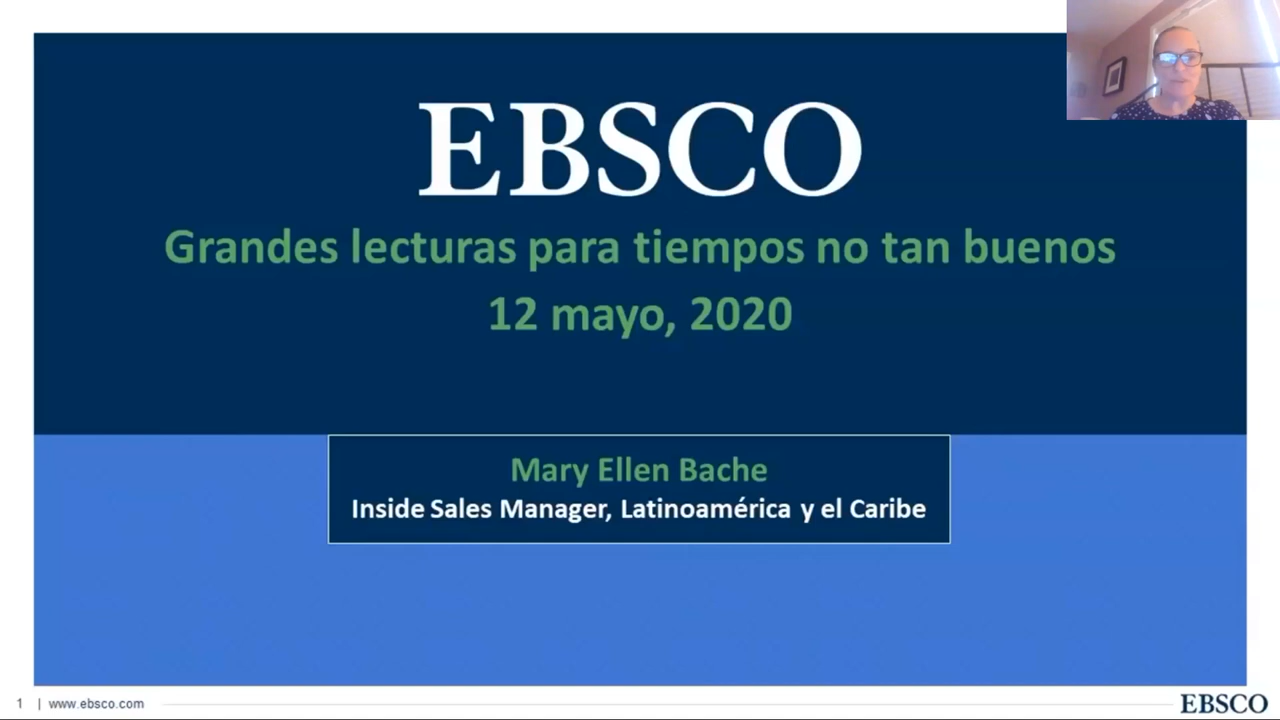 EBSCO
Grandes lecturas para tiempos no tan buenos
12 mayo, 2020
Mary Ellen Bache
Inside Sales Manager, Latinoamérica y el Caribe
1 | www.ebsco.com
EBSCO